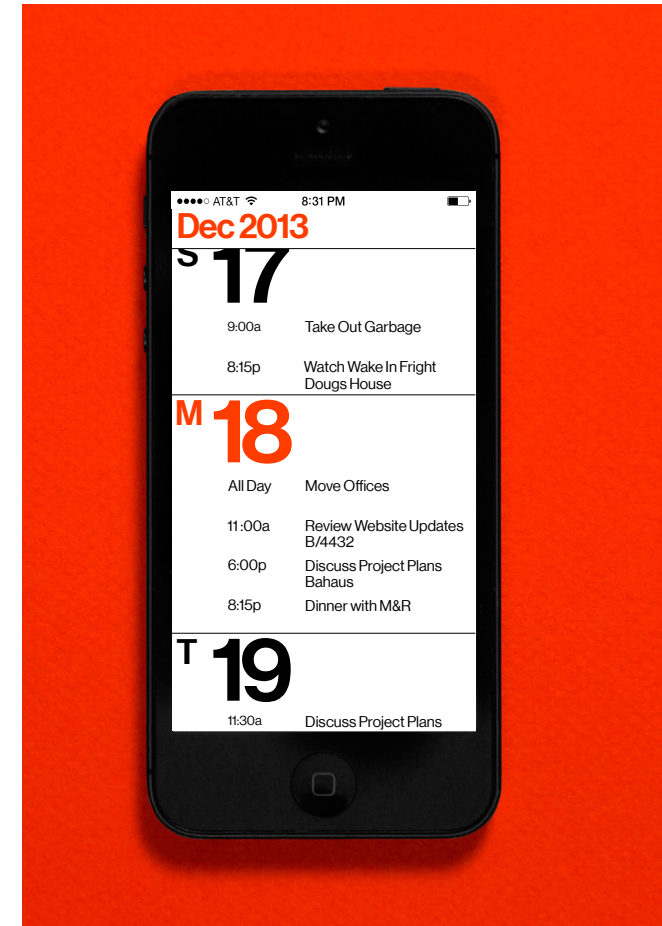 AT&T 8:31 PM
Dec 2013
S 17
9:00a Take Out Garbage
8:15p Watch Wake In Fright
Dougs House
M 18
All Day Move Offices
11:00a Review Website Updates
B/4432
6:00p Discuss Project Plans
Bahaus
8:15p Dinner with M&R
T 19
11:30a Discuss Project Plans